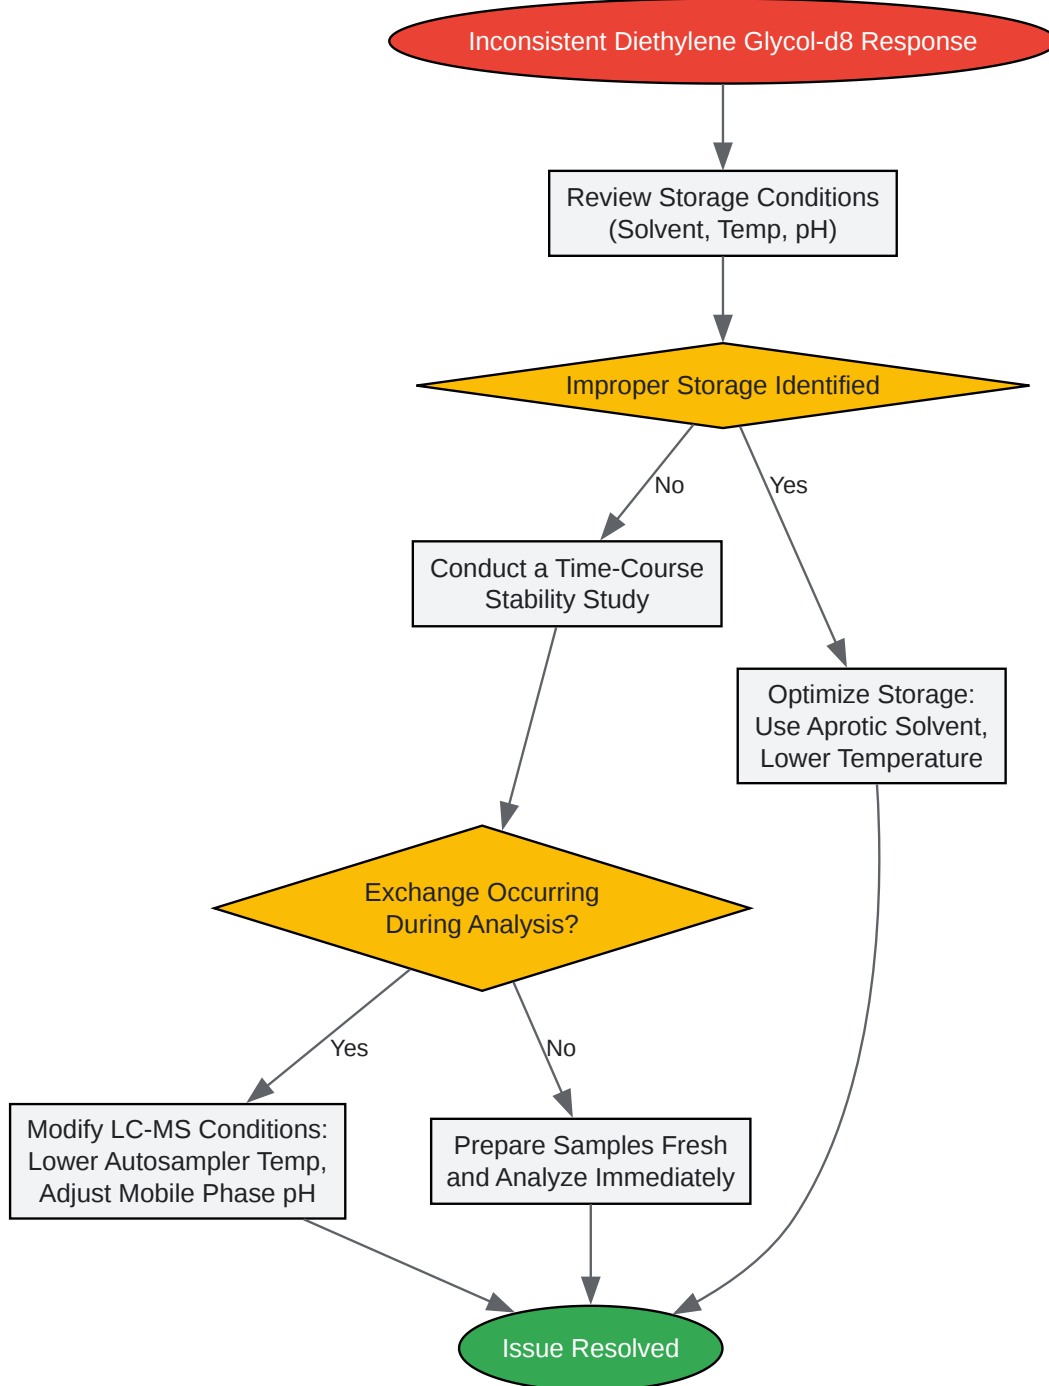 Inconsistent Diethylene Glycol-d8 Response
Review Storage Conditions
(Solvent, Temp, pH)
Improper Storage Identified
No
Yes
Conduct a Time-Course
Stability Study
Optimize Storage:
Use Aprotic Solvent,
Lower Temperature
Exchange Occurring
During Analysis?
Yes
No
Modify LC-MS Conditions:
Lower Autosampler Temp,
Adjust Mobile Phase pH
Prepare Samples Fresh
and Analyze Immediately
Issue Resolved